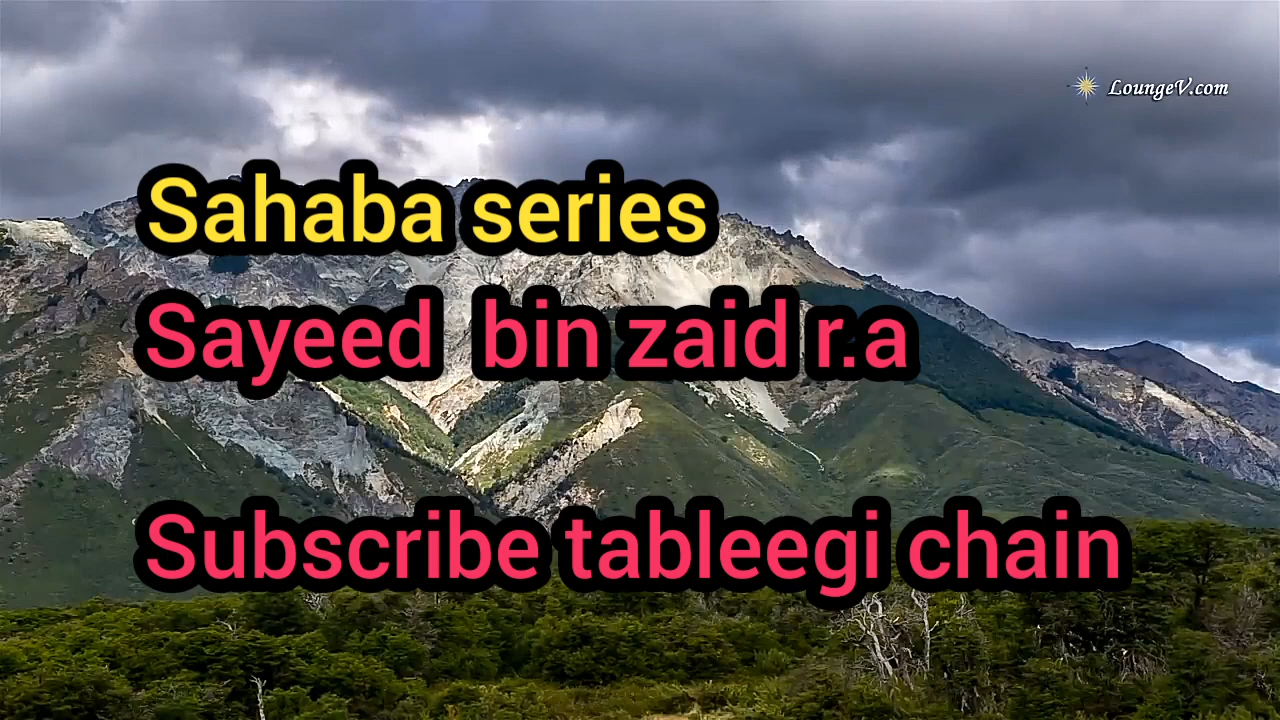 LoungeV.com
Sahaba series
Sayeed bin zaid r.a
Subscribe tableegi chain